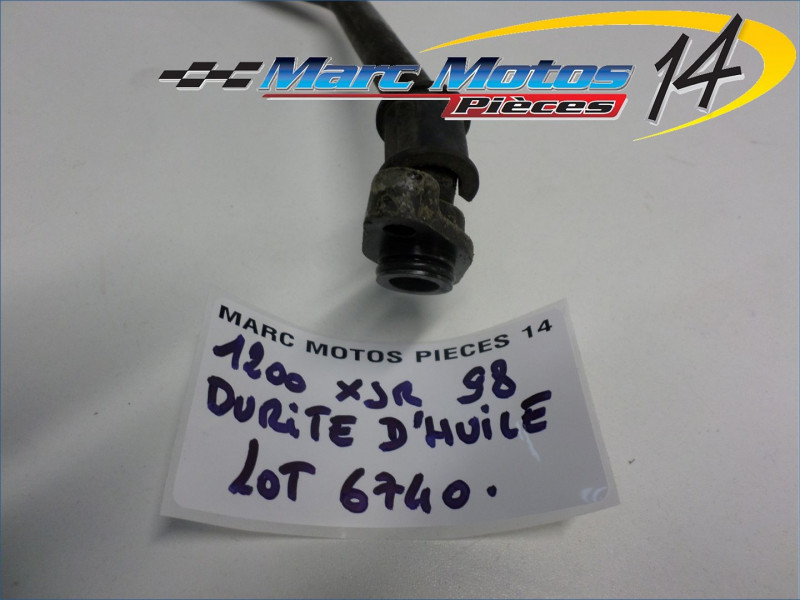 Marc Motos 14
Pièces
MARC MOTOS PIECES 14
1200 XJR 98
DURiTE D'HUiLE
LOT 6740.